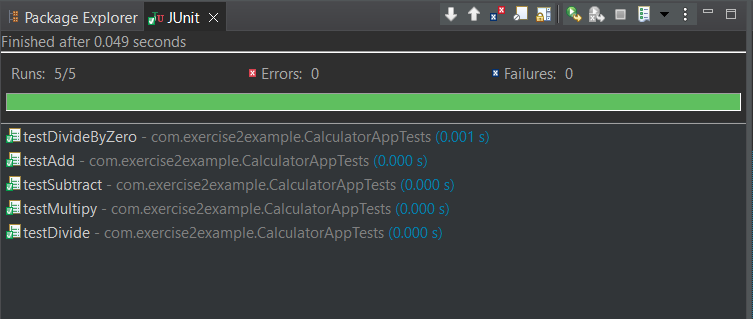 Package Explorer JUnit
Finished after 0.049 seconds
Runs: 5/5 Errors: 0 Failures: 0
testDivideByZero - com.exercise2example.CalculatorAppTests (0.001 s)
testAdd - com.exercise2example.CalculatorAppTests (0.000 s)
testSubtract - com.exercise2example.CalculatorAppTests (0.000 s)
testMultipy - com.exercise2example.CalculatorAppTests (0.000 s)
testDivide - com.exercise2example.CalculatorAppTests (0.000 s)